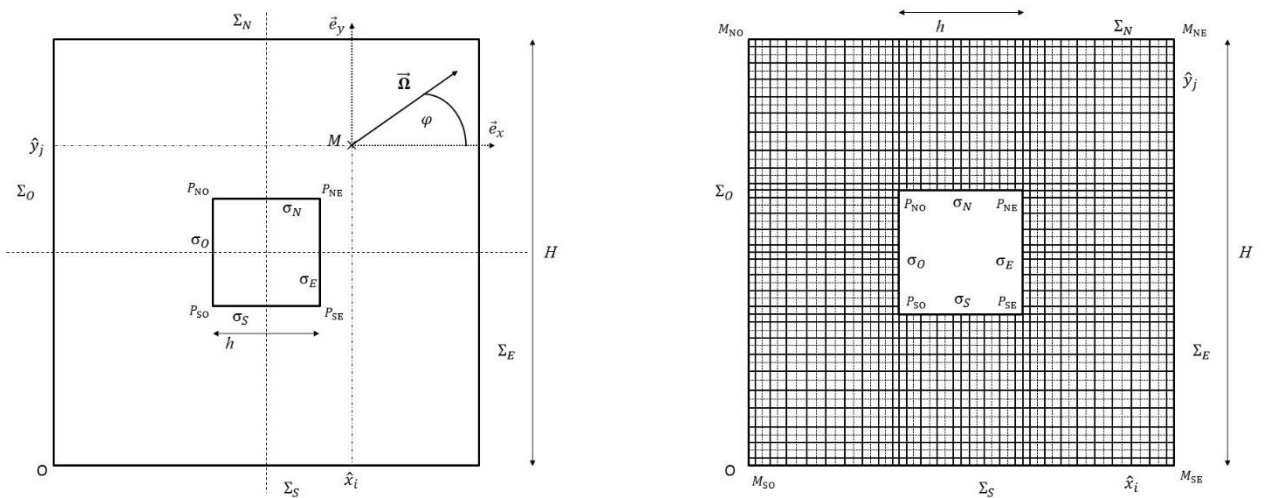 Σ_N
e⃗_y
Ω⃗
φ
M
e⃗_x
ŷ_j
Σ_O
P_NO
P_NE
σ_N
σ_O
σ_E
H
P_SO
P_SE
σ_S
h
Σ_E
O
Σ_S
x̂_i
h
M_NO
Σ_N
M_NE
ŷ_j
Σ_O
P_NO
σ_N
P_NE
σ_O
σ_E
H
P_SO
σ_S
P_SE
Σ_E
O
M_SO
Σ_S
x̂_i
M_SE